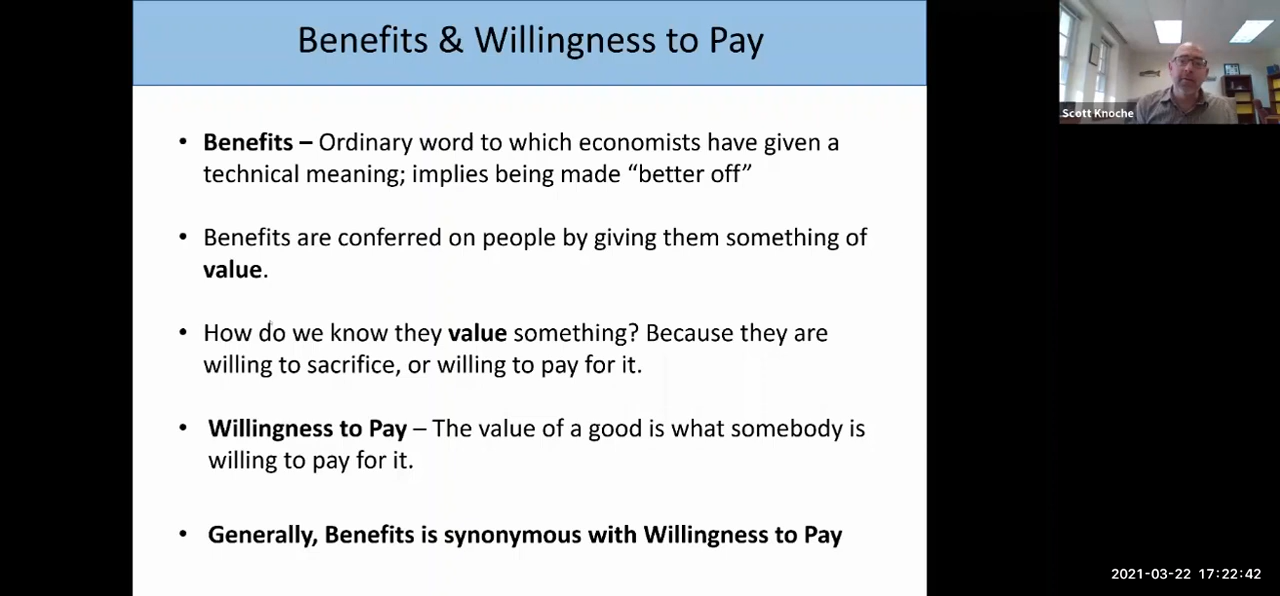 Benefits & Willingness to Pay
• Benefits – Ordinary word to which economists have given a
technical meaning; implies being made “better off”
• Benefits are conferred on people by giving them something of
value.
• How do we know they value something? Because they are
willing to sacrifice, or willing to pay for it.
• Willingness to Pay – The value of a good is what somebody is
willing to pay for it.
• Generally, Benefits is synonymous with Willingness to Pay
Scott Knoche
2021-03-22 17:22:42